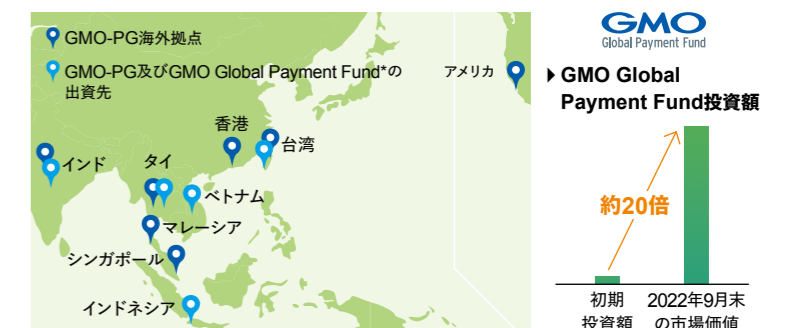 GMO-PG海外拠点
GMO-PG及びGMO Global Payment Fund*の
出資先
アメリカ
香港
台湾
インド
タイ
ベトナム
マレーシア
シンガポール
インドネシア
GMO
Global Payment Fund
GMO Global
Payment Fund投資額
約20倍
初期
投資額
2022年9月末
の市場価値